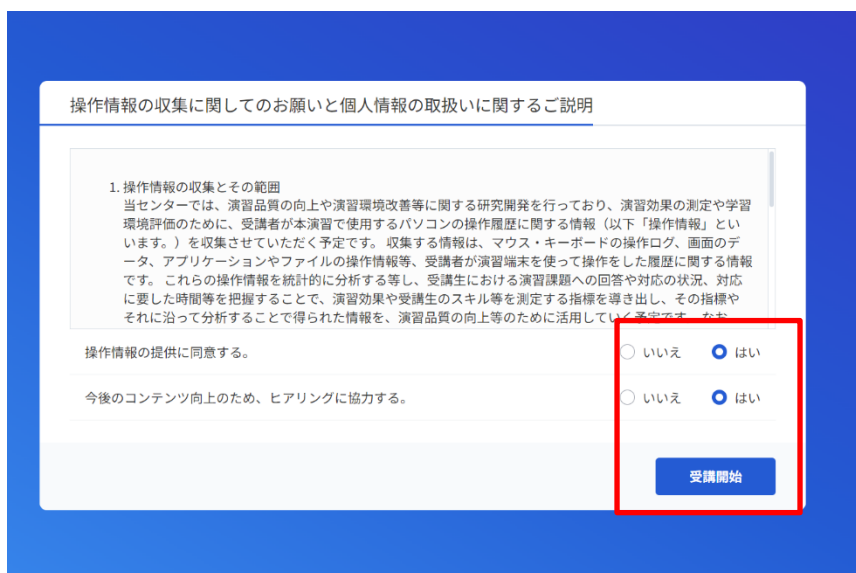 操作情報の収集に関してのお願いと個人情報の取扱いに関するご説明
1. 操作情報の収集とその範囲
当センターでは、演習品質の向上や演習環境改善等に関する研究開発を行っており、演習効果の測定や学習
環境評価のために、受講者が本演習で使用するパソコンの操作履歴に関する情報（以下「操作情報」とい
います。）を収集させていただく予定です。 収集する情報は、マウス・キーボードの操作ログ、画面のデ
ータ、アプリケーションやファイルの操作情報等、受講者が演習端末を使って操作をした履歴に関する情報
です。 これらの操作情報を統計的に分析する等し、受講生における演習課題への回答や対応の状況、対応
に要した時間等を把握することで、演習効果や受講生のスキル等を測定する指標を導き出し、その指標や
それに沿って分析することで得られた情報を、演習品質の向上等のために活用していく予定です。 なお
操作情報の提供に同意する。 いいえ はい
今後のコンテンツ向上のため、ヒアリングに協力する。 いいえ はい
受講開始